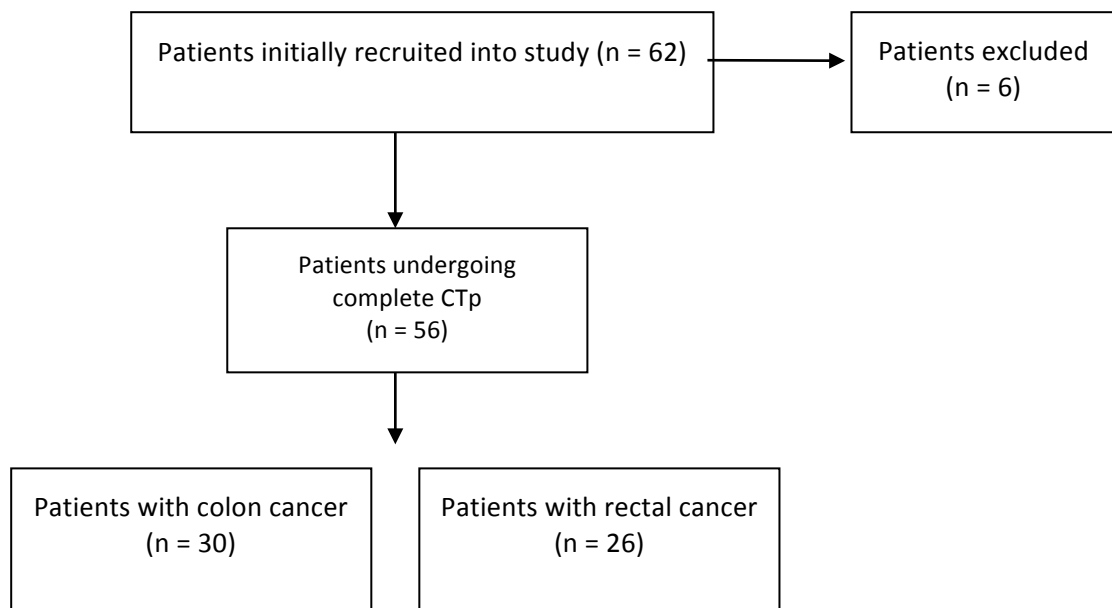 Patients initially recruited into study (n = 62)
Patients excluded
(n = 6)
Patients undergoing
complete CTp
(n = 56)
Patients with colon cancer
(n = 30)
Patients with rectal cancer
(n = 26)